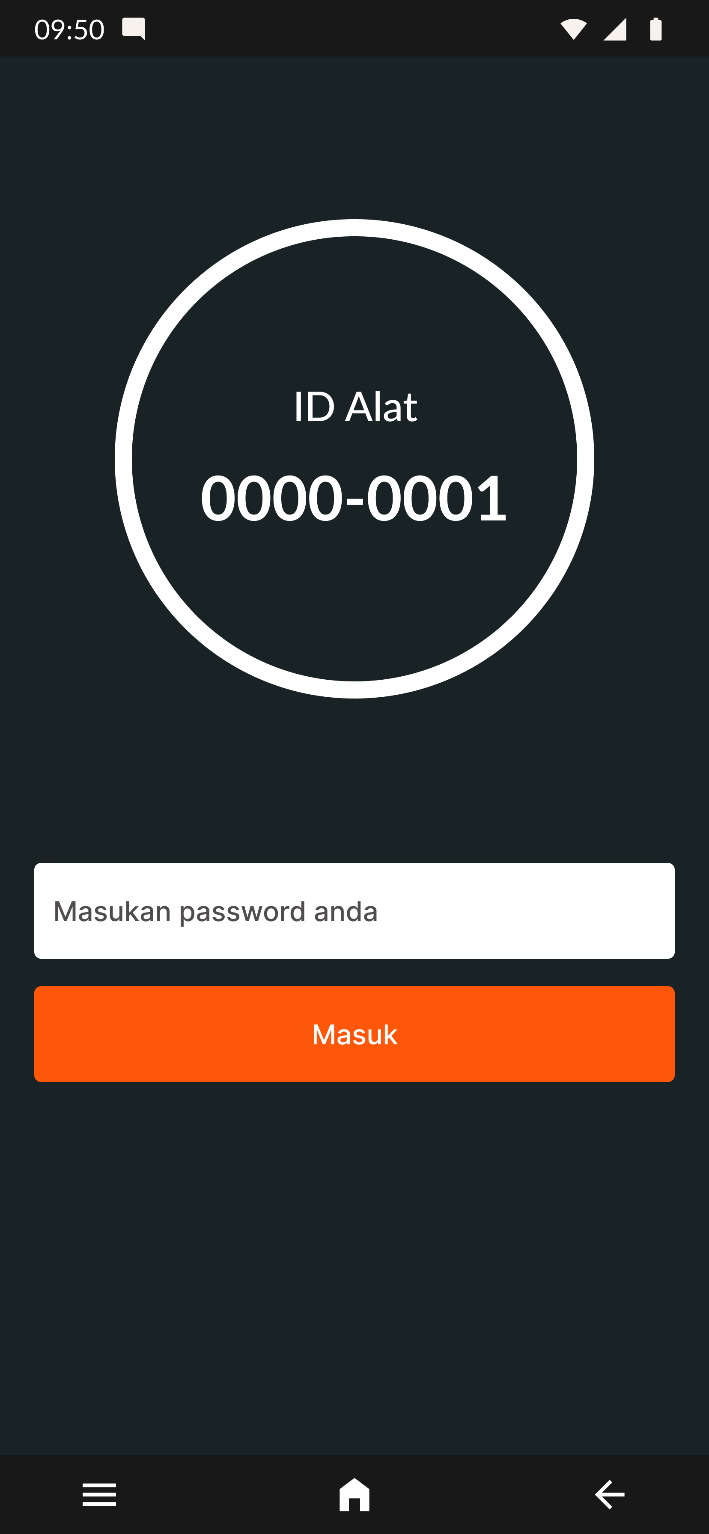 09:50
ID Alat
0000-0001
Masukan password anda
Masuk